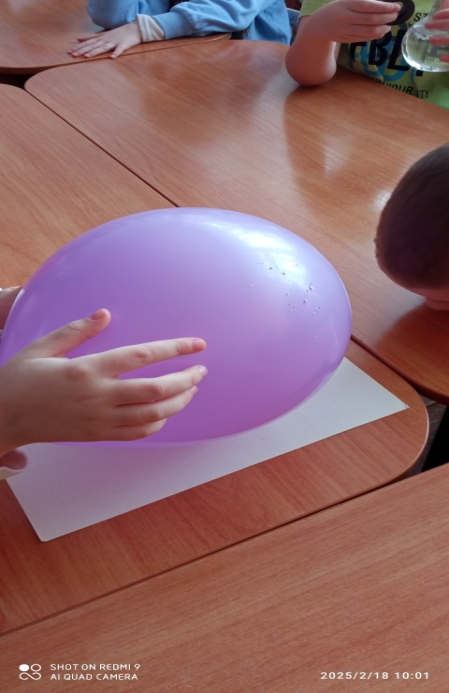 SHOT ON REDMI 9
AI QUAD CAMERA
2025/2/18 10:01